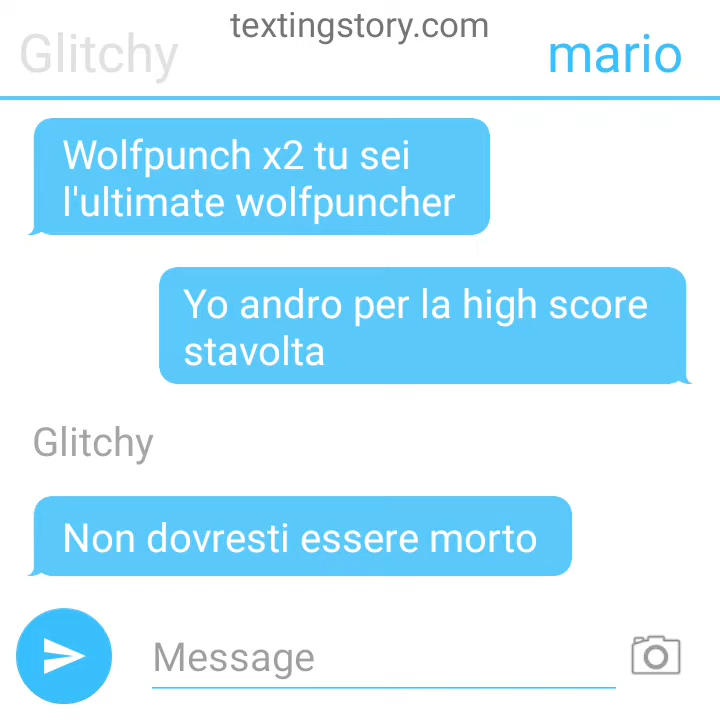 textingstory.com
Glitchy
mario
Wolfpunch x2 tu sei
l'ultimate wolfpuncher
Yo andro per la high score
stavolta
Glitchy
Non dovresti essere morto
Message